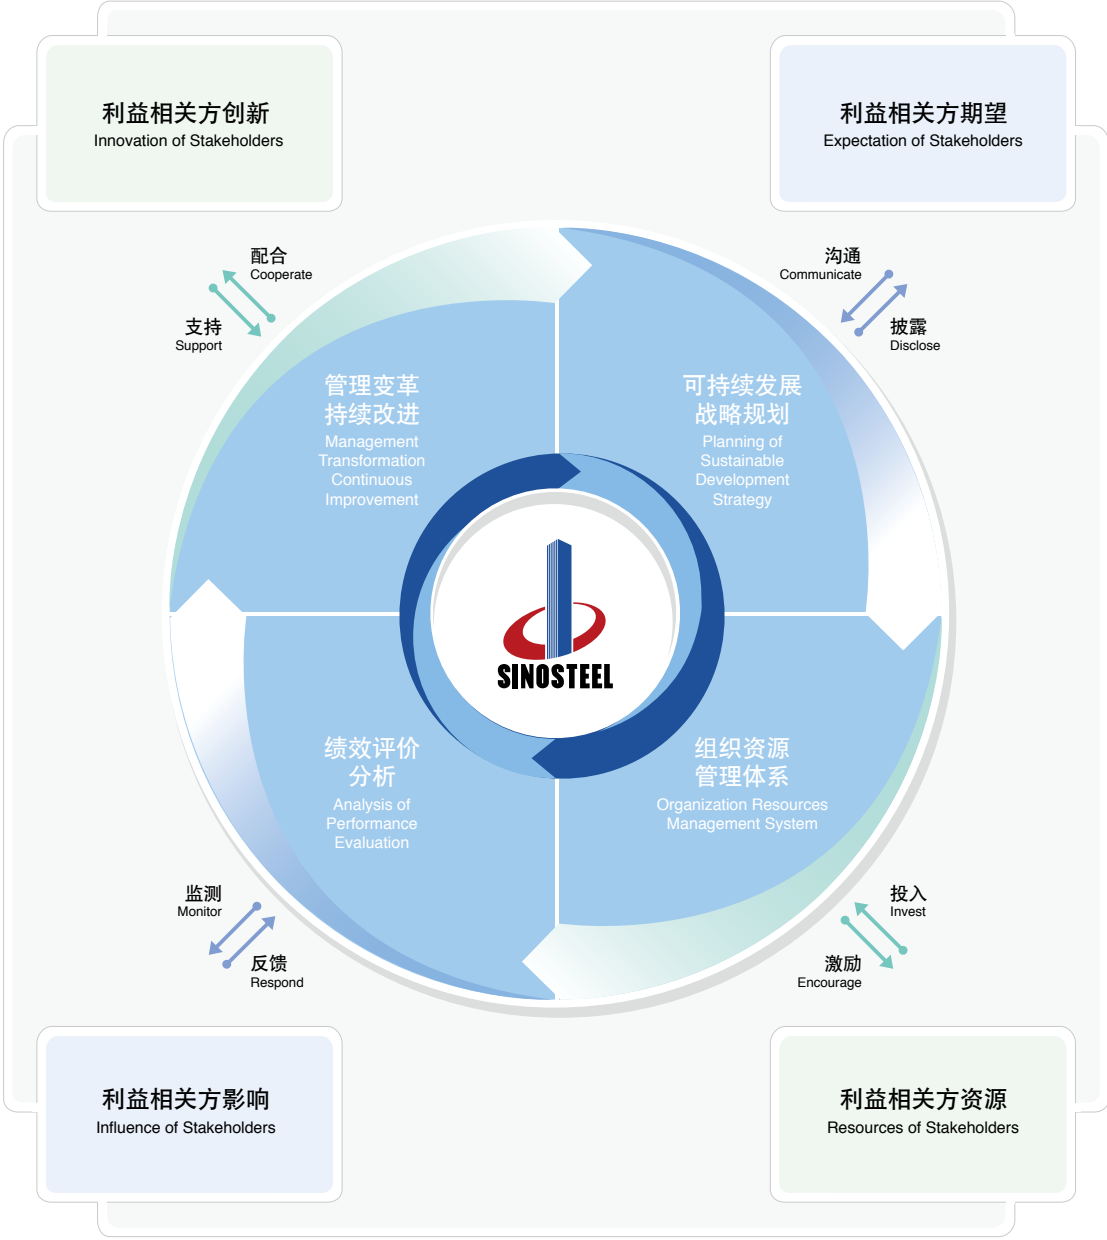 利益相关方创新
Innovation of Stakeholders
利益相关方期望
Expectation of Stakeholders
配合
Cooperate
支持
Support
沟通
Communicate
披露
Disclose
管理变革
持续改进
Management
Transformation
Continuous
Improvement
可持续发展
战略规划
Planning of
Sustainable
Development
Strategy
SINOSTEEL
绩效评价
分析
Analysis of
Performance
Evaluation
组织资源
管理体系
Organization Resources
Management System
监测
Monitor
反馈
Respond
投入
Invest
激励
Encourage
利益相关方影响
Influence of Stakeholders
利益相关方资源
Resources of Stakeholders